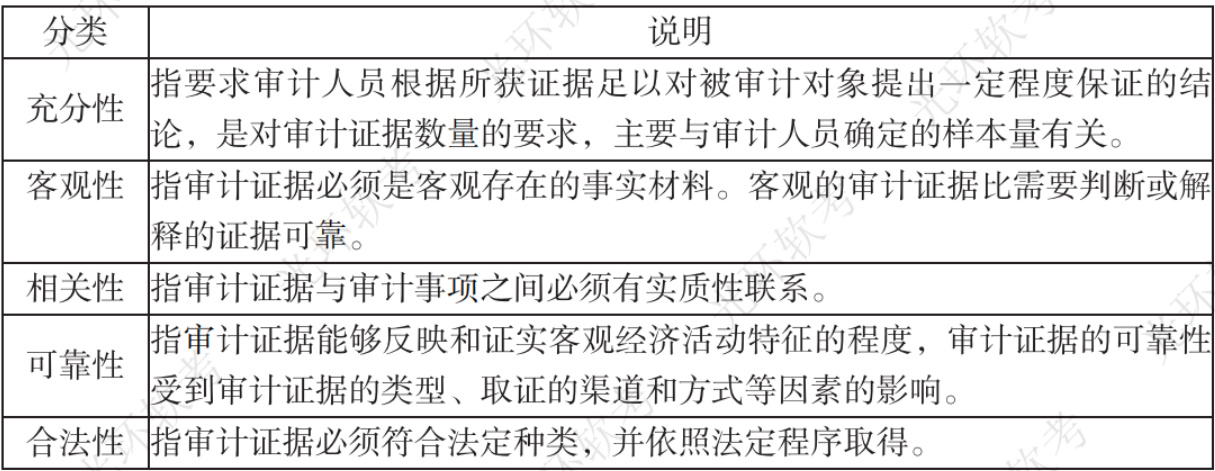 分类 说明
充分性 指要求审计人员根据所获证据足以对被审计对象提出一定程度保证的结
论，是对审计证据数量的要求，主要与审计人员确定的样本量有关。
客观性 指审计证据必须是客观存在的事实材料。客观的审计证据比需要判断或解
释的证据可靠。
相关性 指审计证据与审计事项之间必须有实质性联系。
可靠性 指审计证据能够反映和证实客观经济活动特征的程度，审计证据的可靠性
受到审计证据的类型、取证的渠道和方式等因素的影响。
合法性 指审计证据必须符合法定种类，并依照法定程序取得。
光环软考